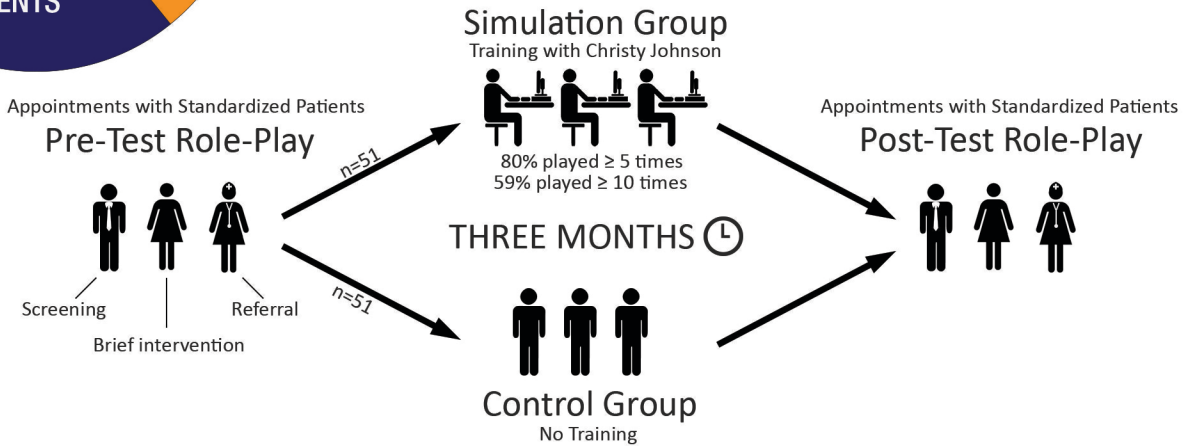 Simulation Group
Training with Christy Johnson
80% played ≥ 5 times
59% played ≥ 10 times
Appointments with Standardized Patients
Pre-Test Role-Play
Screening
Brief intervention
Referral
n=51
n=51
THREE MONTHS
Control Group
No Training
Appointments with Standardized Patients
Post-Test Role-Play